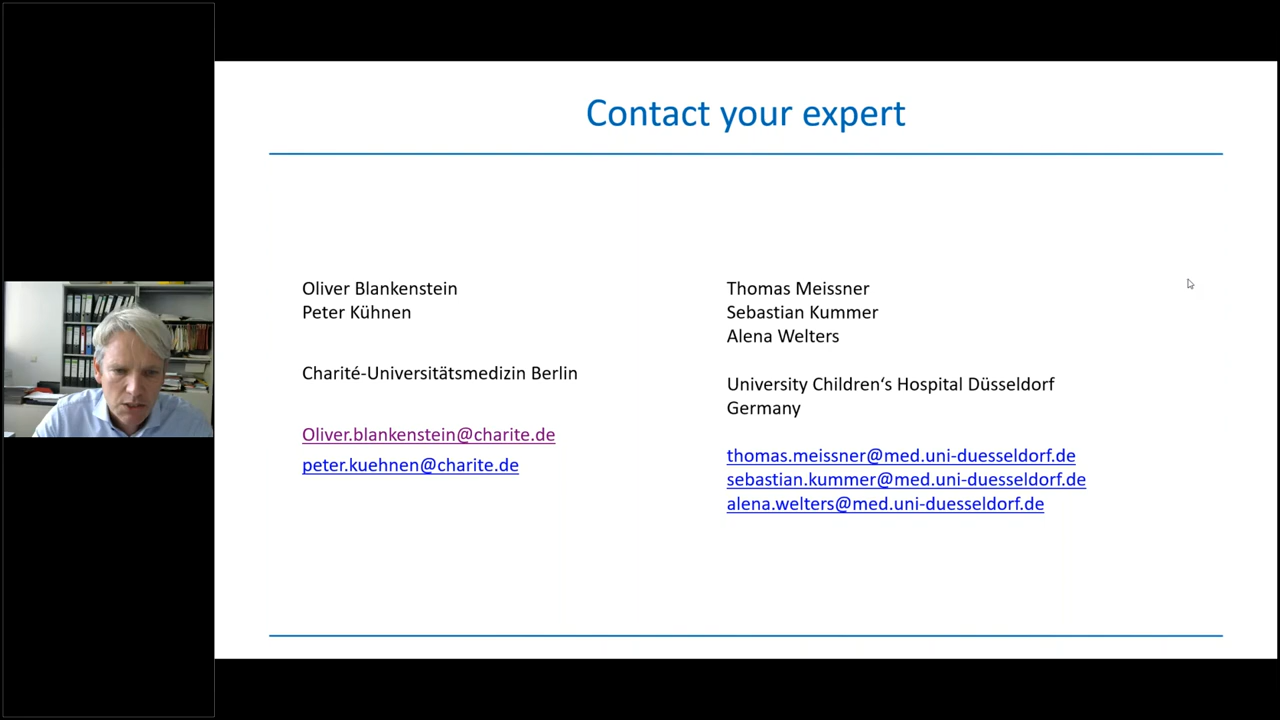 Contact your expert
Oliver Blankenstein
Peter Kühnen
Charité-Universitätsmedizin Berlin
Oliver.blankenstein@charite.de
peter.kuehnen@charite.de
Thomas Meissner
Sebastian Kummer
Alena Welters
University Children‘s Hospital Düsseldorf
Germany
thomas.meissner@med.uni-duesseldorf.de
sebastian.kummer@med.uni-duesseldorf.de
alena.welters@med.uni-duesseldorf.de